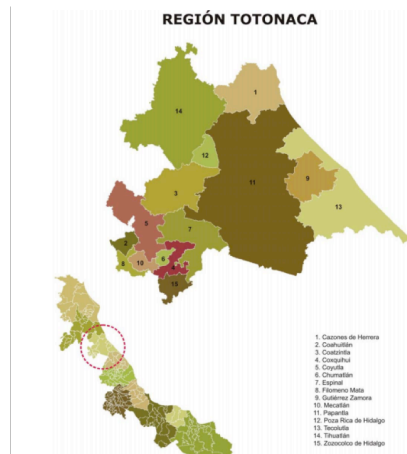 REGIÓN TOTONACA
1
14
12
3
11
9
13
5
7
2
6
8
10
4
15
1. Cazones de Herrera
2. Coahuitlán
3. Coatzintla
4. Coxquihui
5. Coyutla
6. Chumatlán
7. Espinal
8. Filomeno Mata
9. Gutiérrez Zamora
10. Mecatlán
11. Papantla
12. Poza Rica de Hidalgo
13. Tecolutla
14. Tihuatlán
15. Zozocolco de Hidalgo